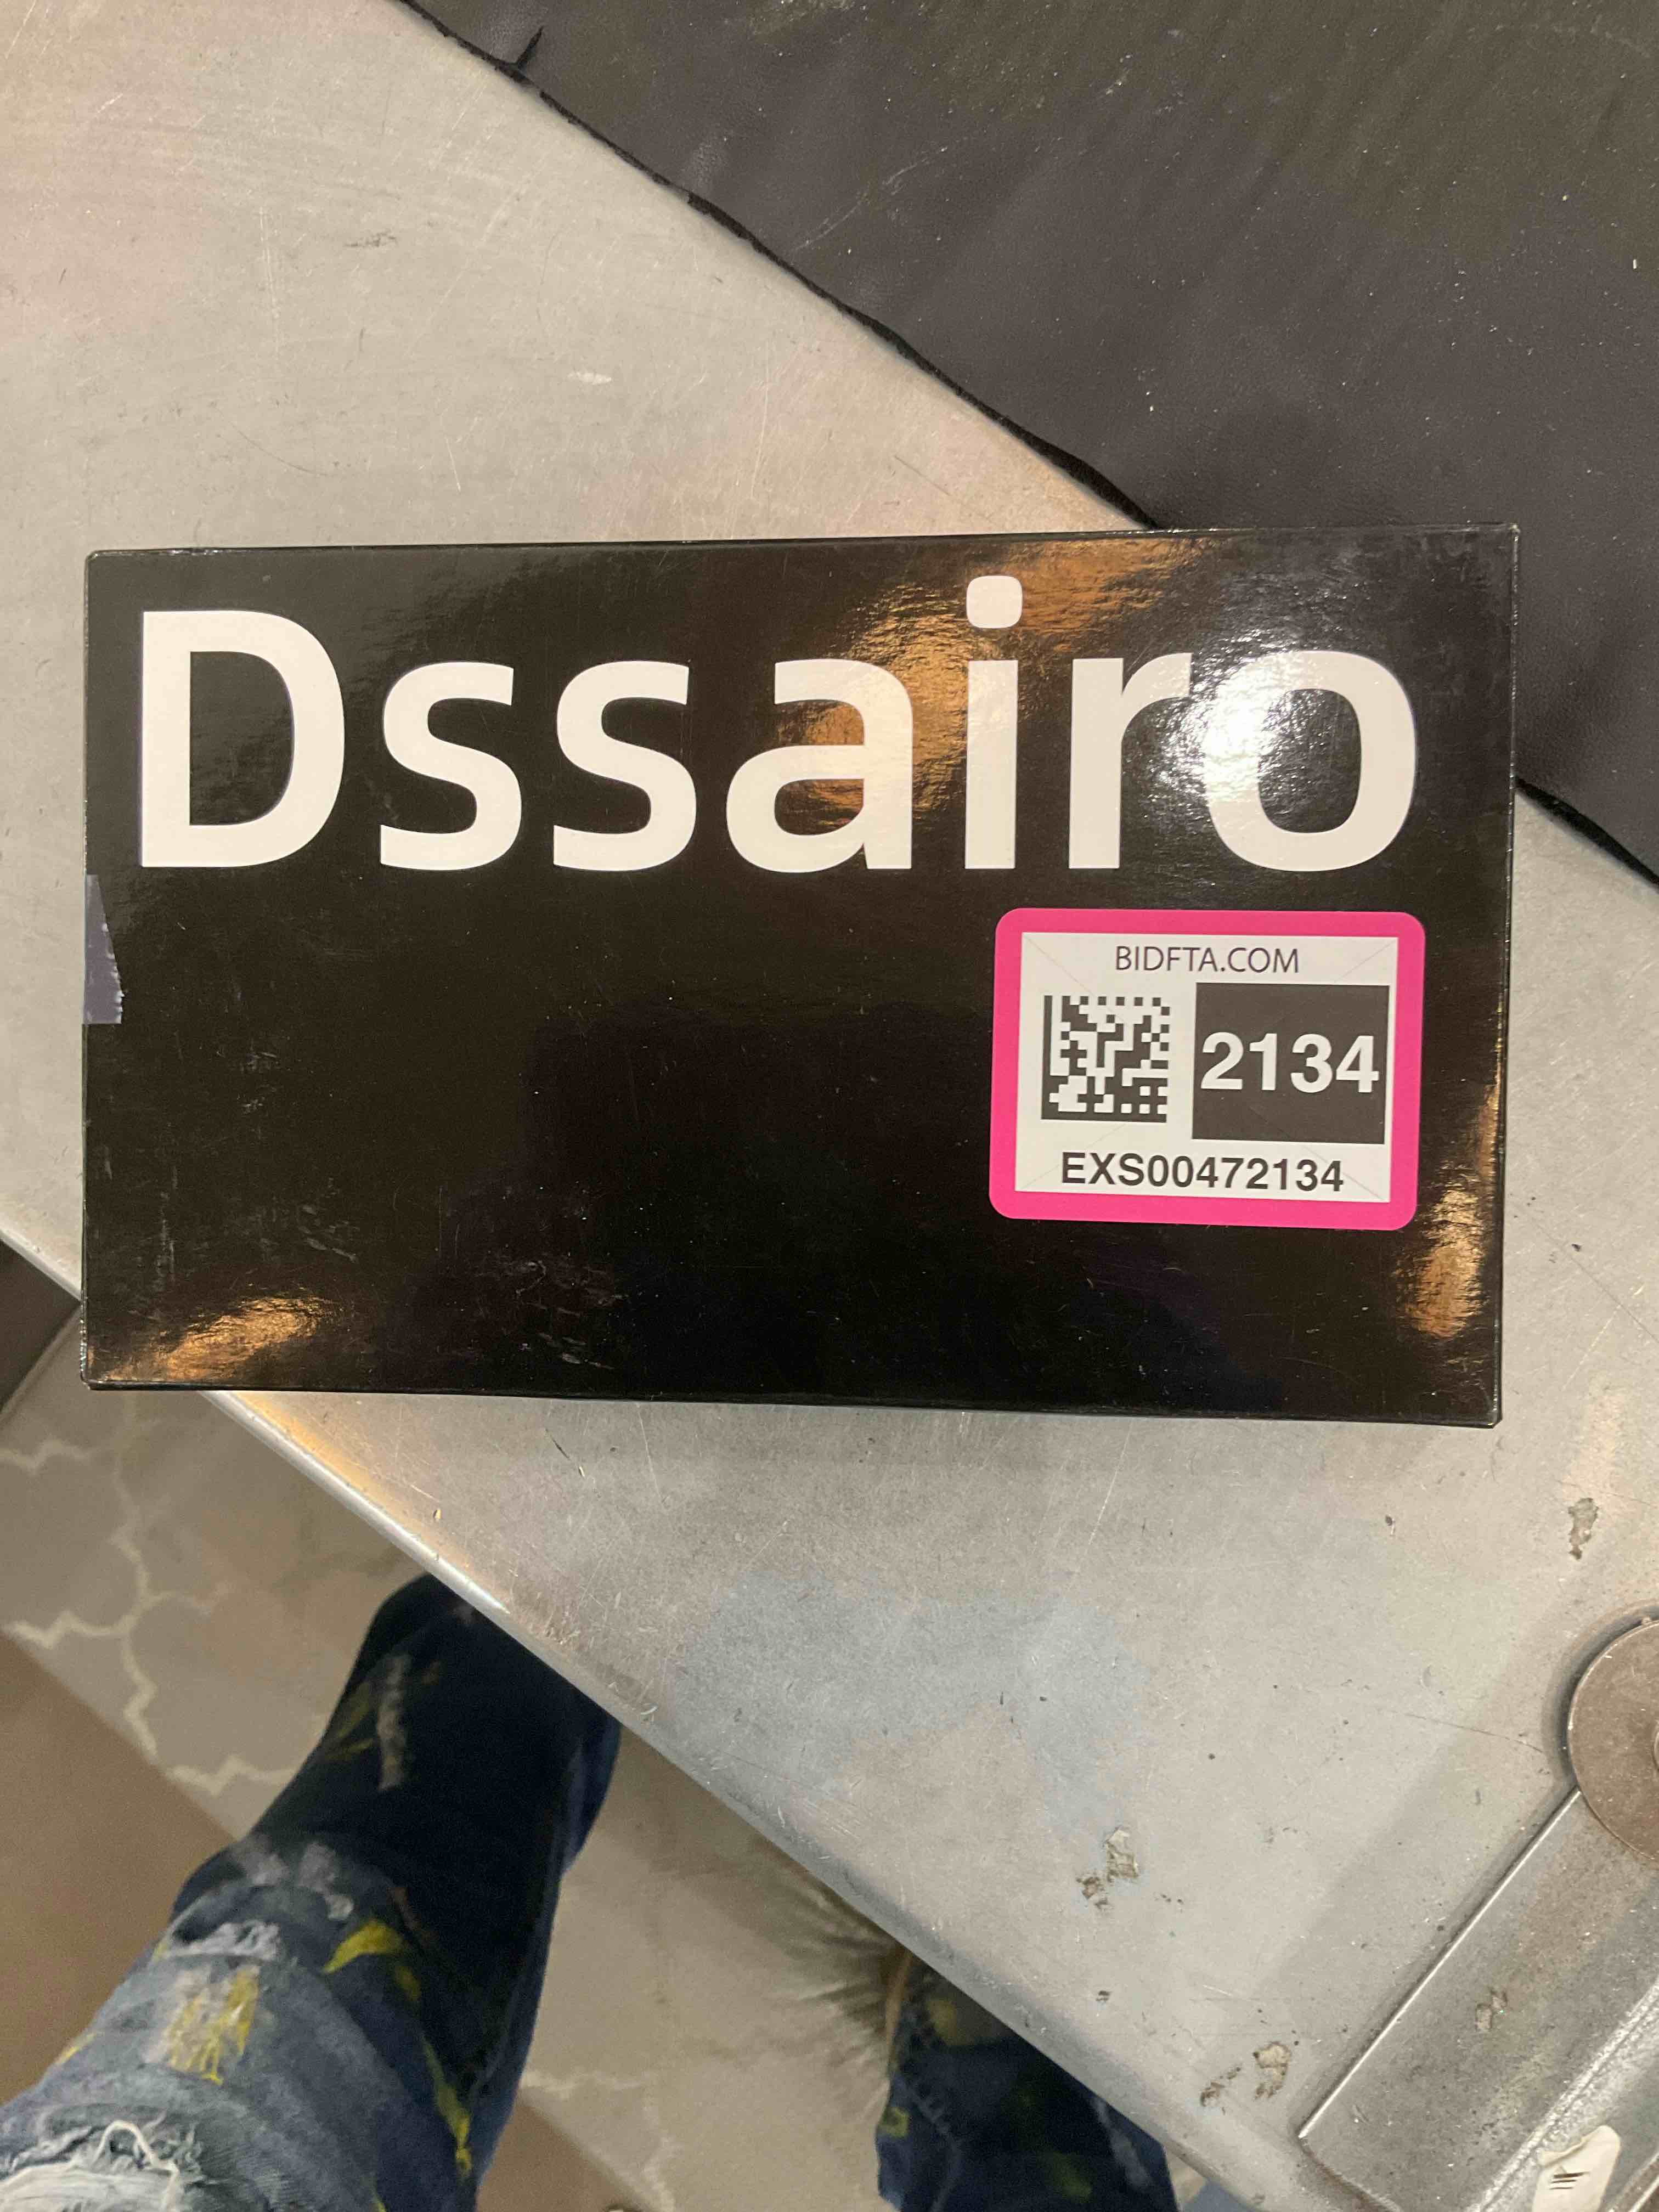 Dssairo
BIDFTA.COM
2134
EXS00472134